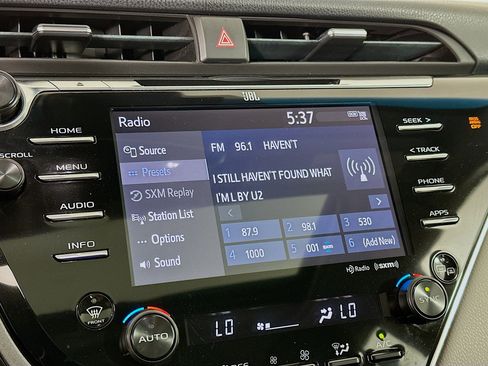 JBL
Radio 5:37
HOME
SCROLL
MENU
AUDIO
INFO
Source
Presets
SXM Replay
Station List
Options
Sound
FM 96.1 HAVEN'T
I STILL HAVEN'T FOUND WHAT
I'M L BY U2
< >
1 87.9 2 98.1 3 530
4 1000 5 001 sxm 6 (Add New)
HD Radio sxm
SEEK >
< TRACK
PHONE
APPS
FRONT
AUTO
LO LO
SYNC
A/C